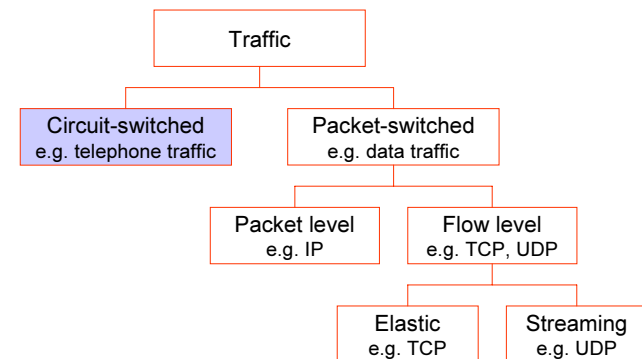 Traffic
Circuit-switched
e.g. telephone traffic
Packet-switched
e.g. data traffic
Packet level
e.g. IP
Flow level
e.g. TCP, UDP
Elastic
e.g. TCP
Streaming
e.g. UDP